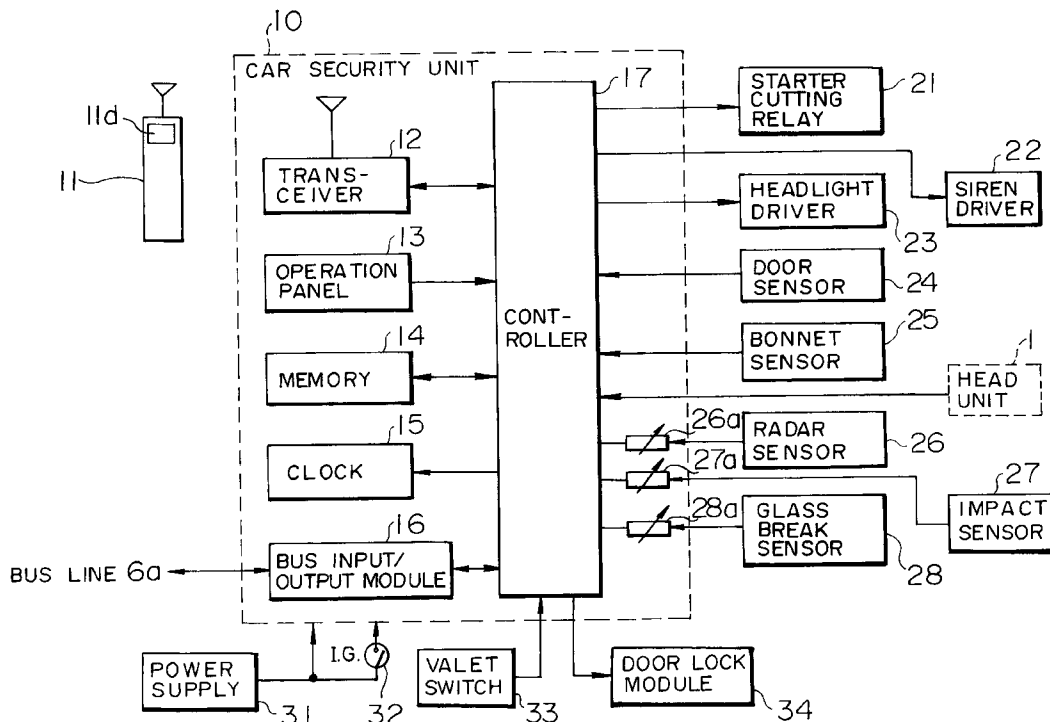 10
CAR SECURITY UNIT
17
11d
11
12
TRANS-
CEIVER
13
OPERATION
PANEL
14
MEMORY
15
CLOCK
16
BUS INPUT/
OUTPUT MODULE
BUS LINE 6a
CONT-
ROLLER
STARTER
CUTTING
RELAY
21
22
SIREN
DRIVER
HEADLIGHT
DRIVER
23
DOOR
SENSOR
24
BONNET
SENSOR
25
1
HEAD
UNIT
26a
RADAR
SENSOR
26
27a
27
IMPACT
SENSOR
28a
GLASS
BREAK
SENSOR
28
POWER
SUPPLY
31
I.G.
32
VALET
SWITCH
33
DOOR LOCK
MODULE
34